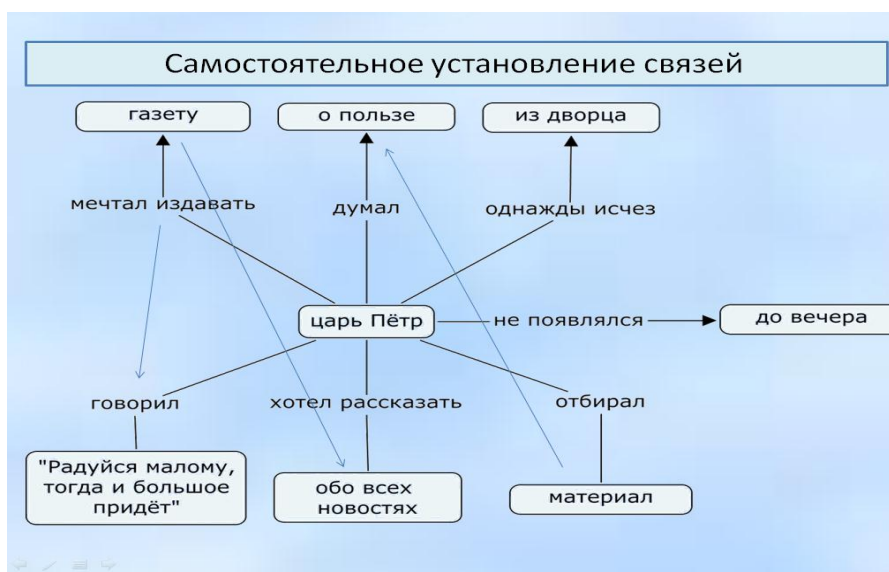 Самостоятельное установление связей
газету
о пользе
из дворца
мечтал издавать
думал
однажды исчез
царь Пётр
не появлялся
до вечера
говорил
хотел рассказать
отбирал
"Радуйся малому,
тогда и большое
придёт"
обо всех
новостях
материал